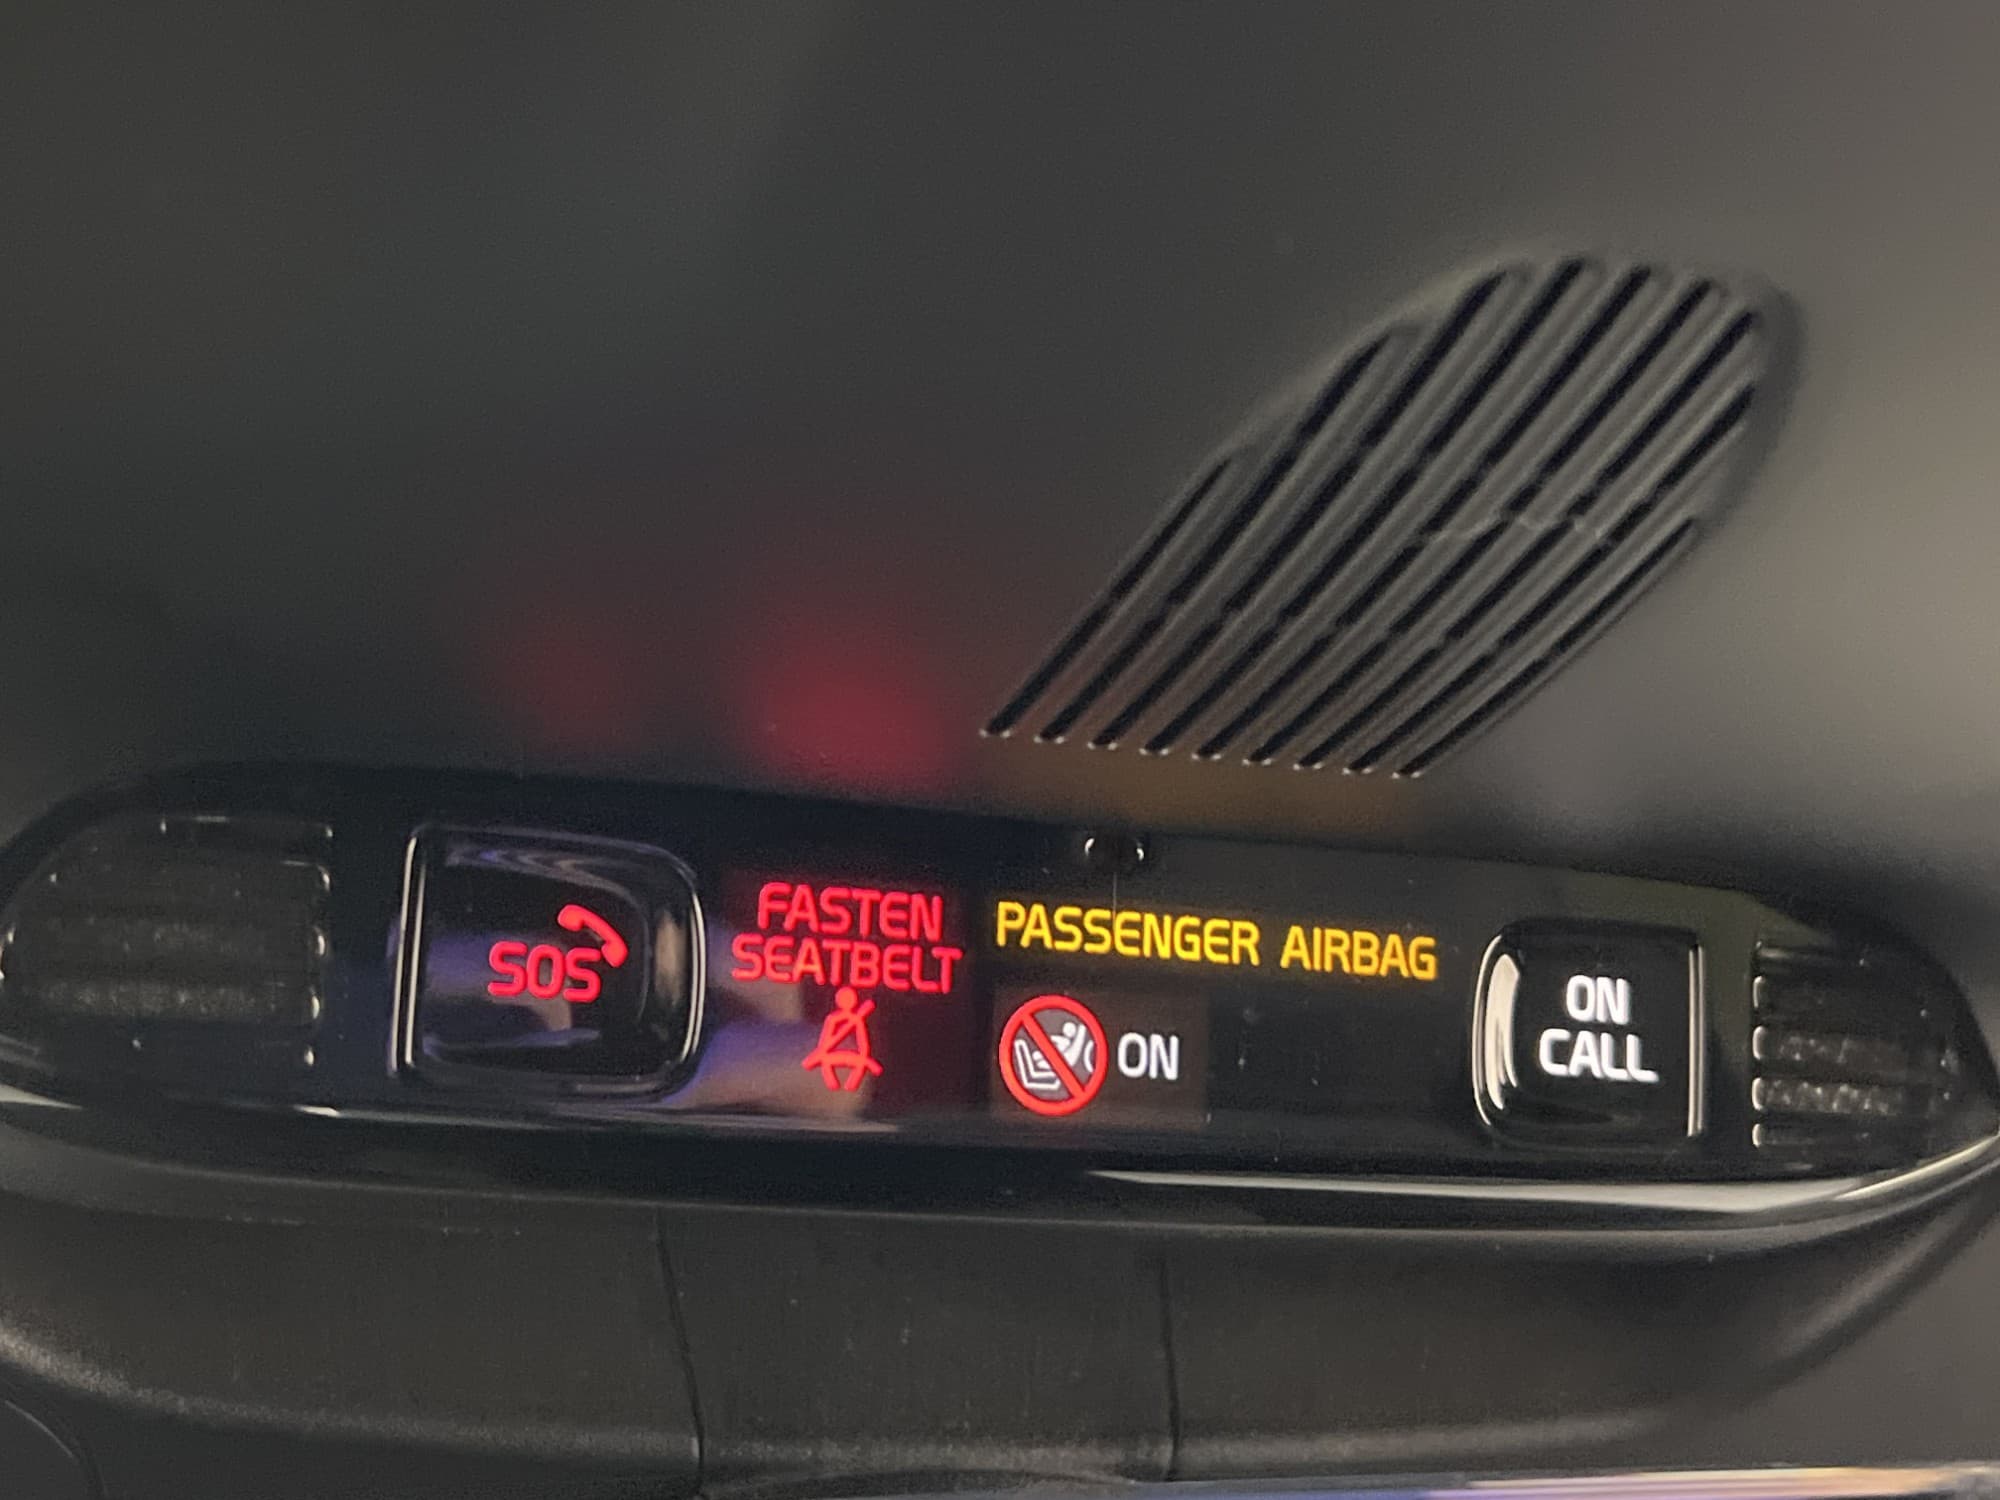 SOS
FASTEN
SEATBELT
PASSENGER AIRBAG
ON
ON
CALL